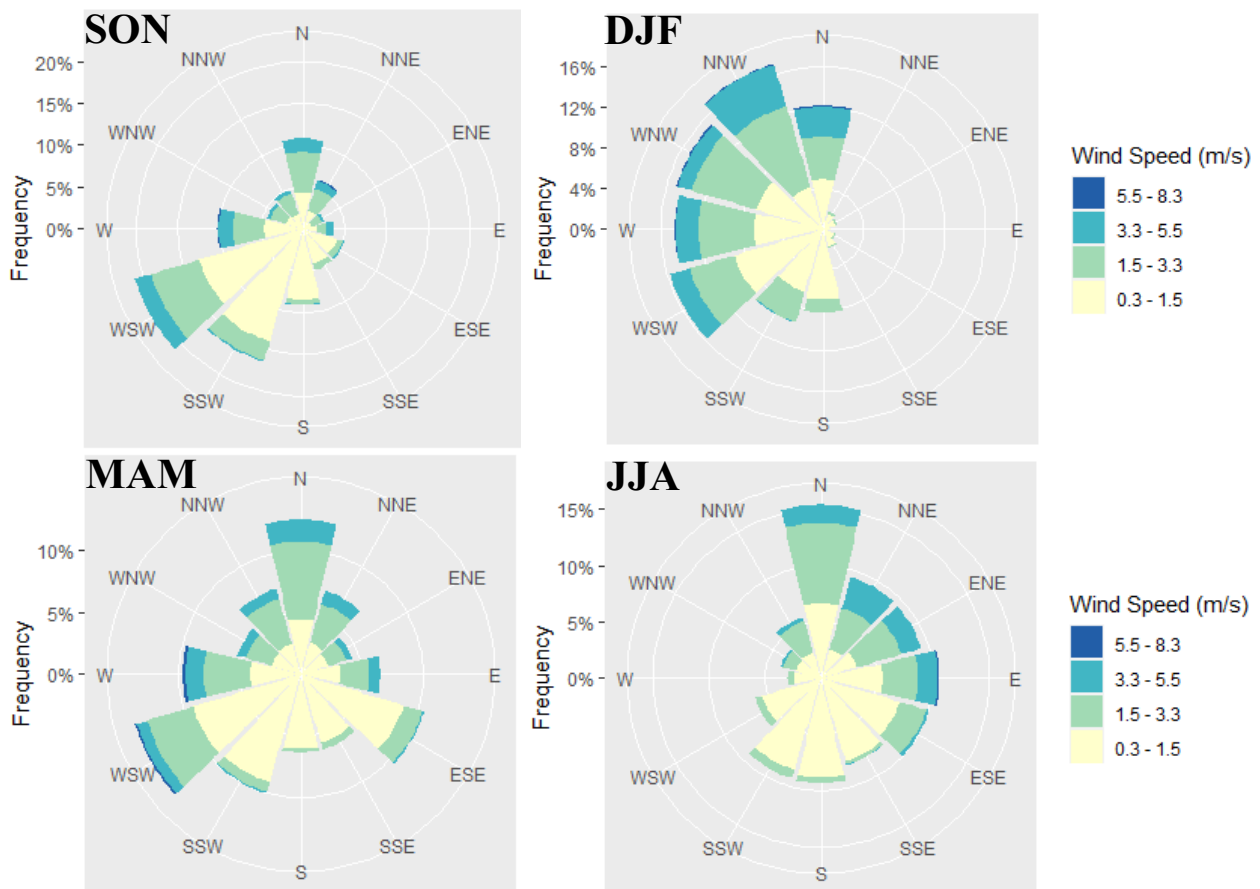 SON
N
NNW
NNE
20%
15%
10%
5%
0%
WNW
ENE
W
E
WSW
ESE
SSW
SSE
S
Frequency
DJF
N
NNW
NNE
16%
12%
8%
4%
0%
WNW
ENE
W
E
WSW
ESE
SSW
SSE
S
Frequency
Wind Speed (m/s)
5.5 - 8.3
3.3 - 5.5
1.5 - 3.3
0.3 - 1.5
MAM
N
NNW
NNE
10%
5%
0%
WNW
ENE
W
E
WSW
ESE
SSW
SSE
S
Frequency
JJA
N
NNW
NNE
15%
10%
5%
0%
WNW
ENE
W
E
WSW
ESE
SSW
SSE
S
Frequency
Wind Speed (m/s)
5.5 - 8.3
3.3 - 5.5
1.5 - 3.3
0.3 - 1.5